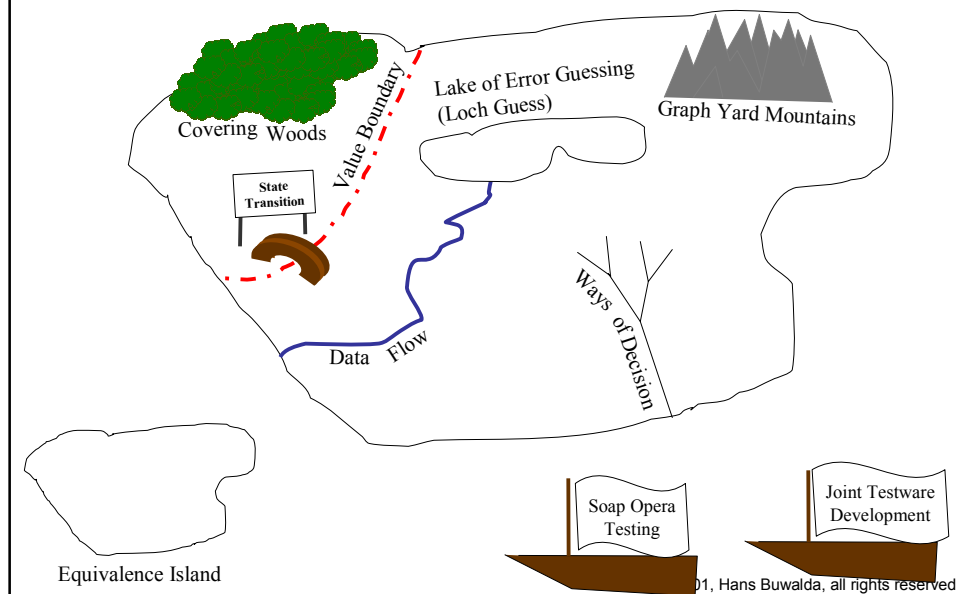 Covering Woods
Value Boundary
Lake of Error Guessing
(Loch Guess)
Graph Yard Mountains
State
Transition
Data Flow
Ways of Decision
Equivalence Island
Soap Opera
Testing
Joint Testware
Development
01, Hans Buwalda, all rights reserved